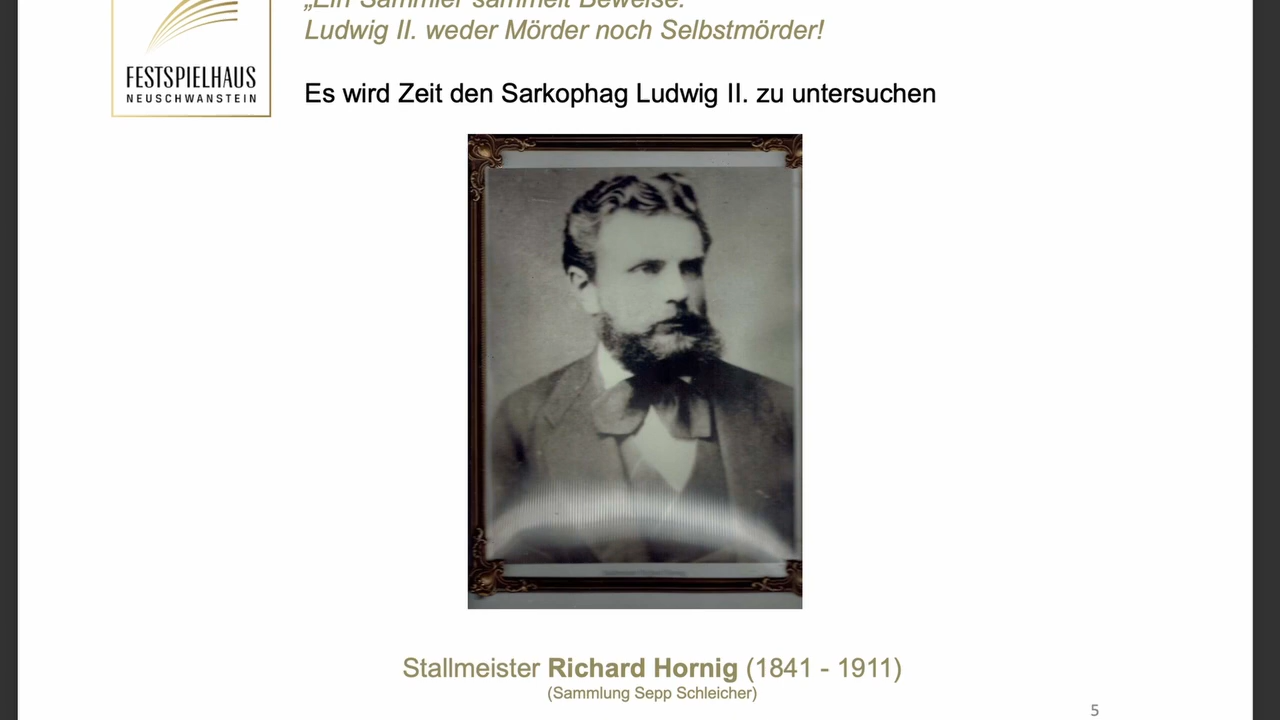 „Ein Sammler sammelt Beweise:
Ludwig II. weder Mörder noch Selbstmörder!
FESTSPIELHAUS
NEUSCHWANSTEIN
Es wird Zeit den Sarkophag Ludwig II. zu untersuchen
Stallmeister Richard Hornig (1841 - 1911)
(Sammlung Sepp Schleicher)
5